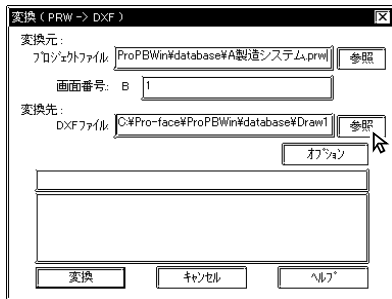 変換 ( PRW -> DXF )
変換元 :
ﾌﾟﾛｼﾞｪｸﾄﾌｧｲﾙ: ProPBWin¥database¥A製造システム.prw 参照
画面番号: B 1
変換先 :
DXFﾌｧｲﾙ: C:¥Pro-face¥ProPBWin¥database¥Draw1 参照
ｵﾌﾟｼｮﾝ
変換 ｷｬﾝｾﾙ ﾍﾙﾌﾟ